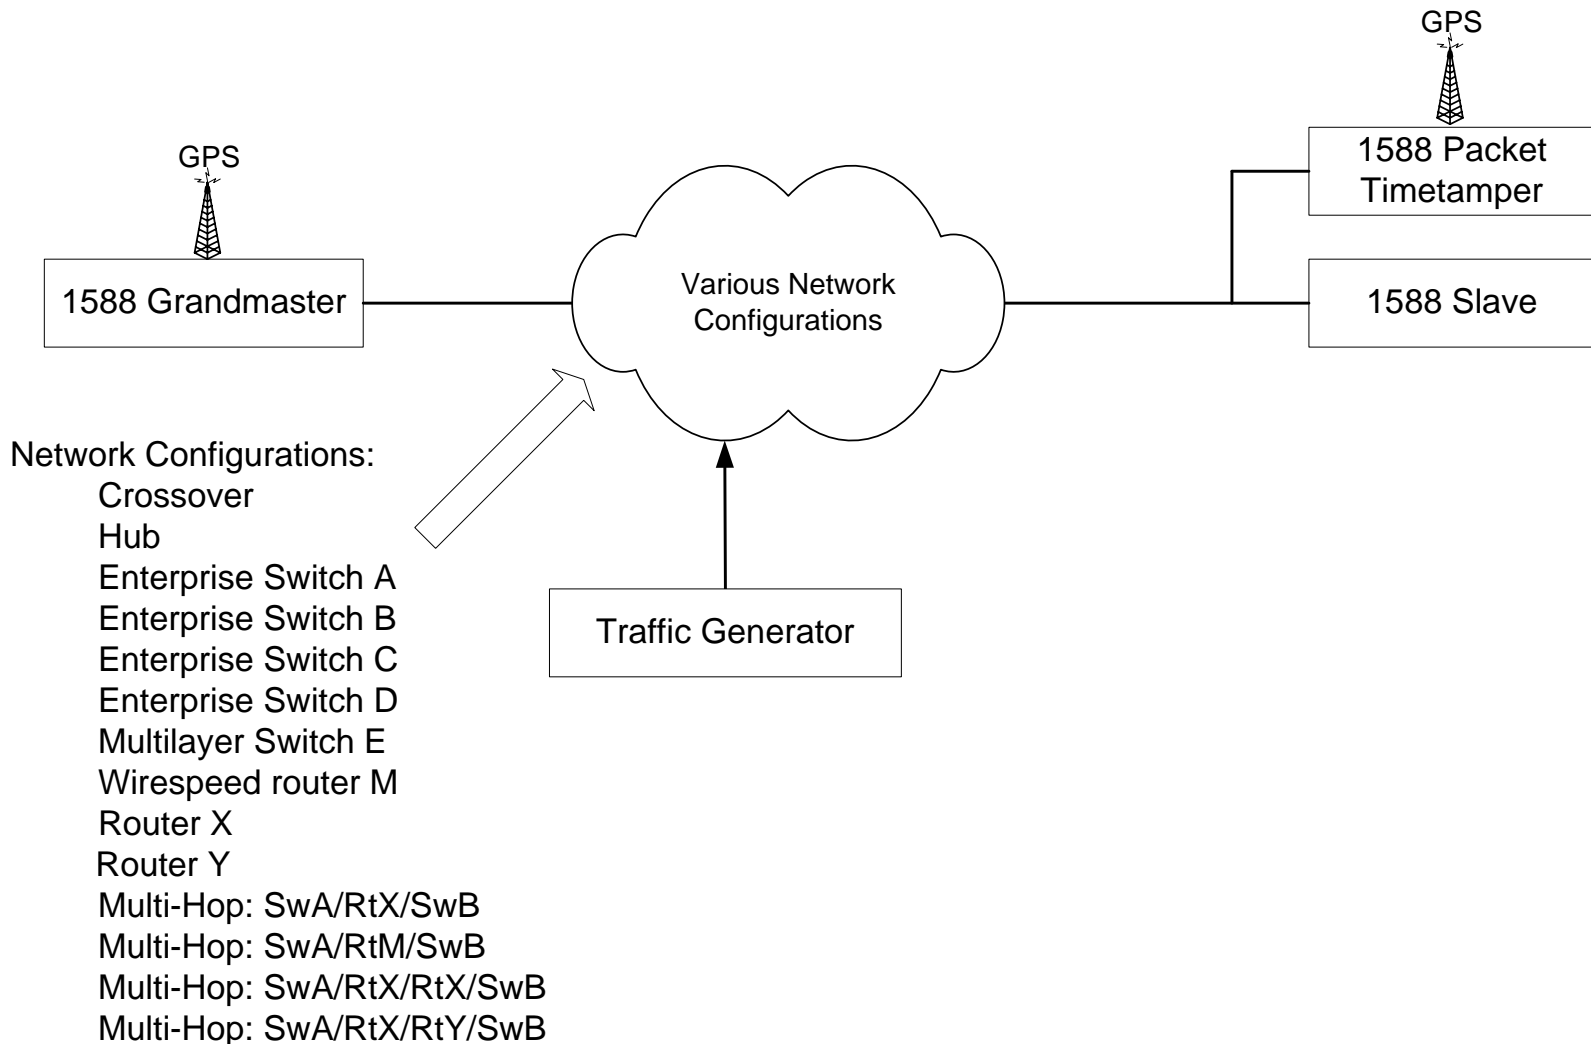 GPS
1588 Packet
Timetamper
GPS
1588 Grandmaster
Various Network
Configurations
1588 Slave
Network Configurations:
Crossover
Hub
Enterprise Switch A
Enterprise Switch B
Enterprise Switch C
Enterprise Switch D
Multilayer Switch E
Wirespeed router M
Router X
Router Y
Multi-Hop: SwA/RtX/SwB
Multi-Hop: SwA/RtM/SwB
Multi-Hop: SwA/RtX/RtX/SwB
Multi-Hop: SwA/RtX/RtY/SwB
Traffic Generator